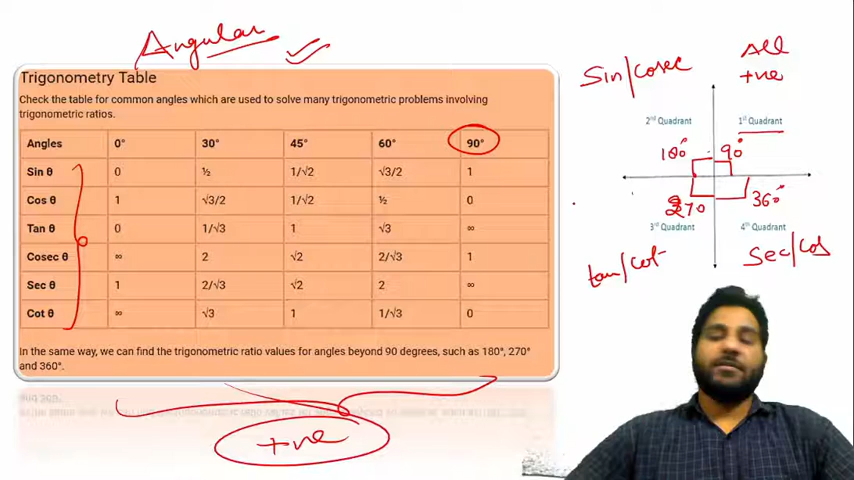 Angular
Trigonometry Table
Check the table for common angles which are used to solve many trigonometric problems involving
trigonometric ratios.
Angles 0° 30° 45° 60° 90°
Sin θ 0 ½ 1/√2 √3/2 1
Cos θ 1 √3/2 1/√2 ½ 0
Tan θ 0 1/√3 1 √3 ∞
Cosec θ ∞ 2 √2 2/√3 1
Sec θ 1 2/√3 √2 2 ∞
Cot θ ∞ √3 1 1/√3 0
In the same way, we can find the trigonometric ratio values for angles beyond 90 degrees, such as 180°, 270°
and 360°.
+ve
Sin/cosec
All
+ve
2nd Quadrant 1st Quadrant
180° 90°
270 360°
3rd Quadrant 4th Quadrant
tan/cot
Sec/cos